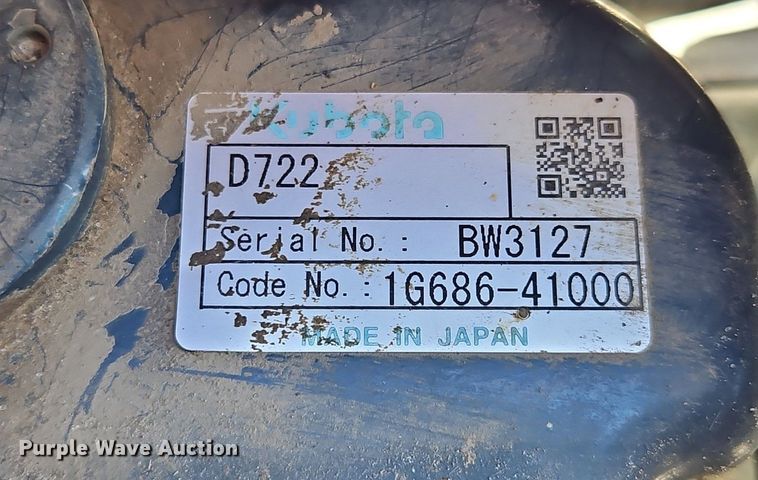 Kubota
D722
Serial No.: BW3127
Code No.: 1G686-41000
MADE IN JAPAN
Purple Wave Auction